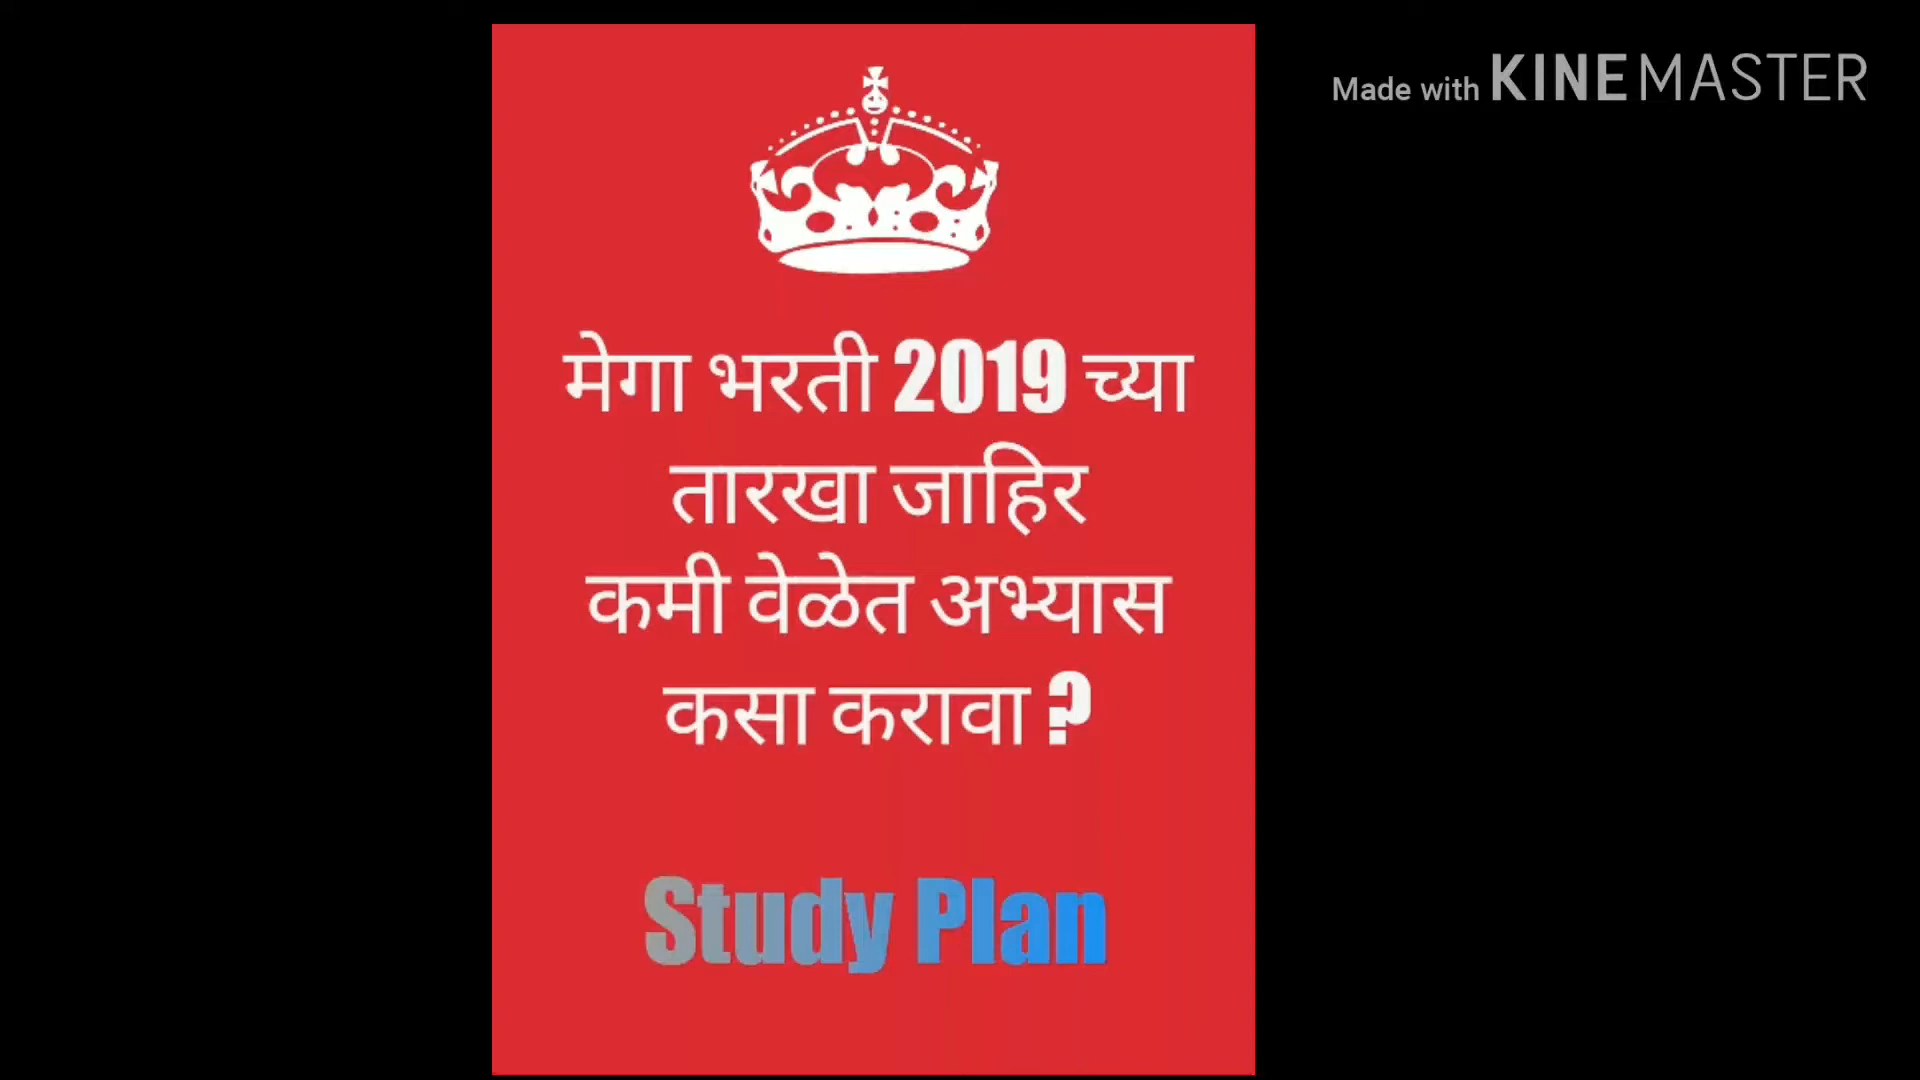 Made with KINEMASTER
मेगा भरती 2019 च्या
तारखा जाहिर
कमी वेळेत अभ्यास
कसा करावा ?
Study Plan